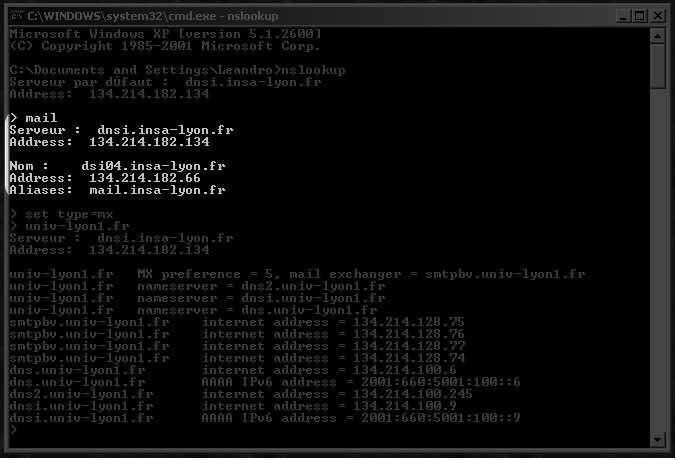 C:\WINDOWS\system32\cmd.exe - nslookup
Microsoft Windows XP [version 5.1.2600]
(C) Copyright 1985-2001 Microsoft Corp.
C:\Documents and Settings\Leandro>nslookup
Serveur par dúfaut :  dnsi.insa-lyon.fr
Address:  134.214.182.134
> mail
Serveur :  dnsi.insa-lyon.fr
Address:  134.214.182.134
Nom :    dsi04.insa-lyon.fr
Address:  134.214.182.66
Aliases:  mail.insa-lyon.fr
> set type=mx
> univ-lyon1.fr
Serveur :  dnsi.insa-lyon.fr
Address:  134.214.182.134
univ-lyon1.fr   MX preference = 5, mail exchanger = smtpbv.univ-lyon1.fr
univ-lyon1.fr   nameserver = dns2.univ-lyon1.fr
univ-lyon1.fr   nameserver = dnsi.univ-lyon1.fr
univ-lyon1.fr   nameserver = dns.univ-lyon1.fr
smtpbv.univ-lyon1.fr    internet address = 134.214.128.75
smtpbv.univ-lyon1.fr    internet address = 134.214.128.76
smtpbv.univ-lyon1.fr    internet address = 134.214.128.77
smtpbv.univ-lyon1.fr    internet address = 134.214.128.74
dns.univ-lyon1.fr       internet address = 134.214.100.6
dns.univ-lyon1.fr       AAAA IPv6 address = 2001:660:5001:100::6
dns2.univ-lyon1.fr      internet address = 134.214.100.245
dnsi.univ-lyon1.fr      internet address = 134.214.100.9
dnsi.univ-lyon1.fr      AAAA IPv6 address = 2001:660:5001:100::9
>